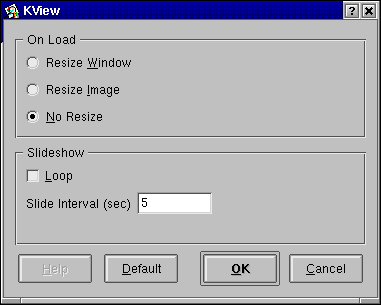 KView
On Load
Resize Window
Resize Image
No Resize
Slideshow
Loop
Slide Interval (sec) 5
Help Default OK Cancel